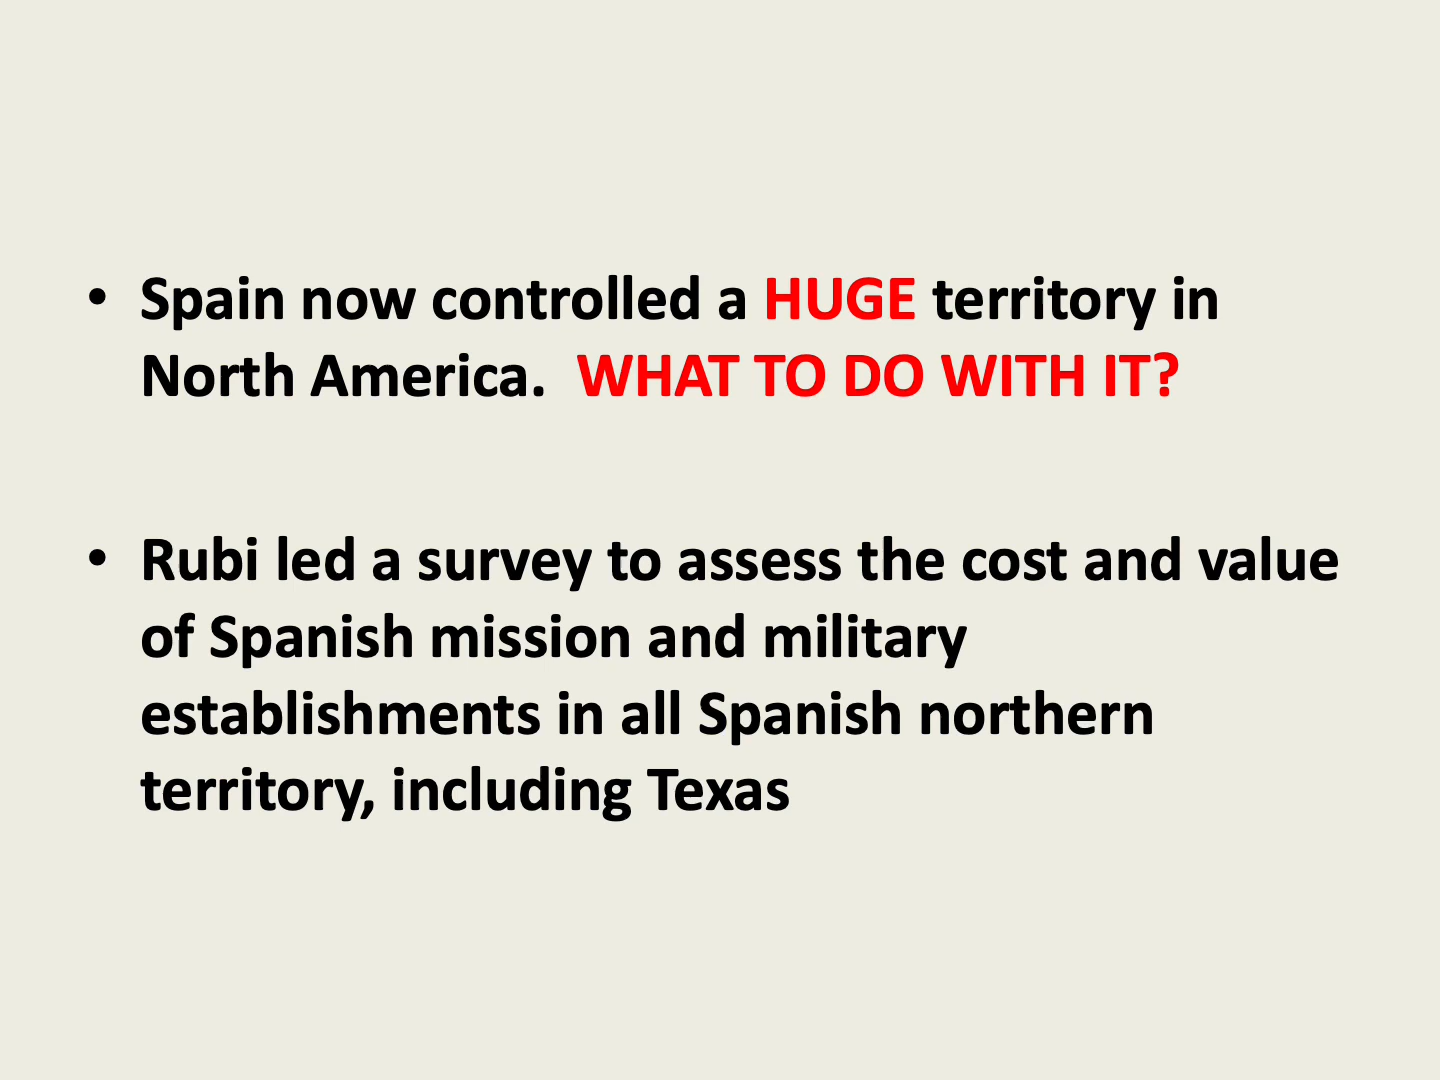 • Spain now controlled a HUGE territory in
North America.  WHAT TO DO WITH IT?
• Rubi led a survey to assess the cost and value
of Spanish mission and military
establishments in all Spanish northern
territory, including Texas